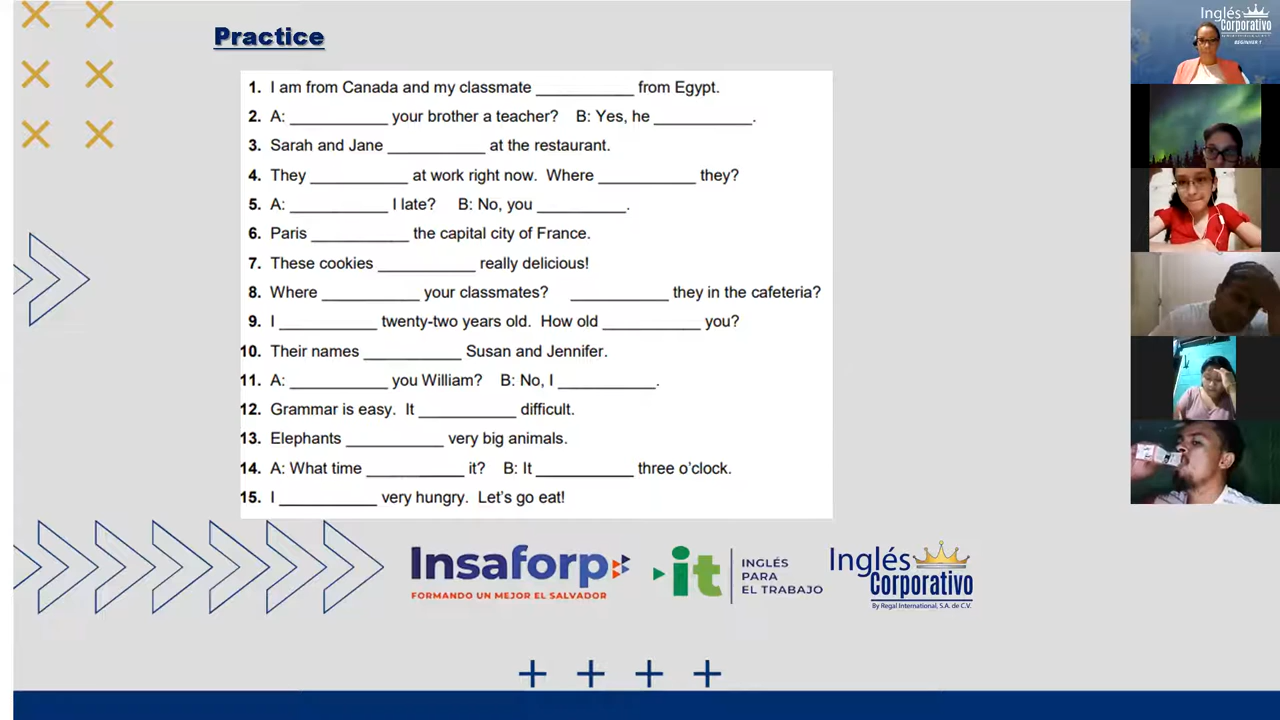 Practice
1. I am from Canada and my classmate ___________ from Egypt.
2. A: ___________ your brother a teacher? B: Yes, he ___________.
3. Sarah and Jane ___________ at the restaurant.
4. They ___________ at work right now. Where ___________ they?
5. A: ___________ I late? B: No, you __________.
6. Paris ___________ the capital city of France.
7. These cookies ___________ really delicious!
8. Where ___________ your classmates? ___________ they in the cafeteria?
9. I ___________ twenty-two years old. How old ___________ you?
10. Their names ___________ Susan and Jennifer.
11. A: ___________ you William? B: No, I ___________.
12. Grammar is easy. It ___________ difficult.
13. Elephants ___________ very big animals.
14. A: What time ___________ it? B: It ___________ three o’clock.
15. I ___________ very hungry. Let’s go eat!
Insaforp
FORMANDO UN MEJOR EL SALVADOR
it
INGLÉS
PARA
EL TRABAJO
Inglés
Corporativo
By Regal International, S.A. de C.V.
Inglés
Corporativo
BEGINNER 1